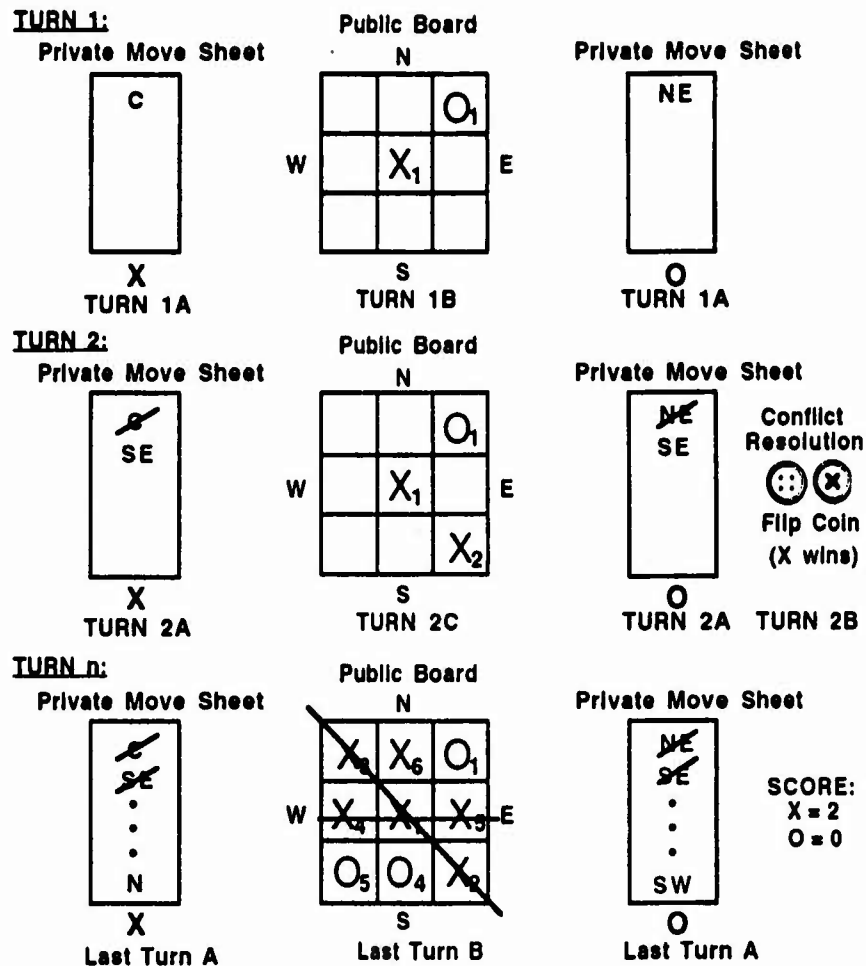 TURN 1:
Public Board
Private Move Sheet
N
Private Move Sheet
C
O1
NE
W
X1
E
X
S
O
TURN 1A
TURN 1B
TURN 1A
TURN 2:
Public Board
Private Move Sheet
N
Private Move Sheet
C
O1
NE
Conflict
Resolution
SE
SE
W
X1
E
X
Flip Coin
(X wins)
X2
X
S
O
TURN 2A
TURN 2C
TURN 2A
TURN 2B
TURN n:
Public Board
Private Move Sheet
N
Private Move Sheet
C
SE
X6
O1
NE
SE
SCORE:
X = 2
O = 0
W
X4
X1
X5
E
N
O5
O4
X2
SW
X
S
O
Last Turn A
Last Turn B
Last Turn A